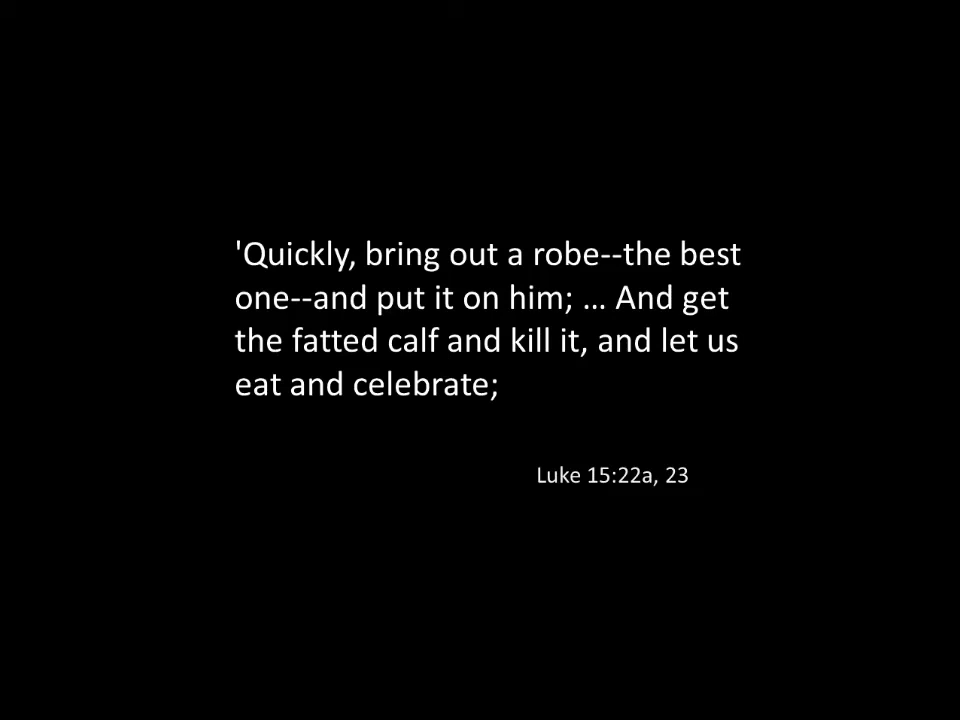 'Quickly, bring out a robe--the best
one--and put it on him; … And get
the fatted calf and kill it, and let us
eat and celebrate;
Luke 15:22a, 23